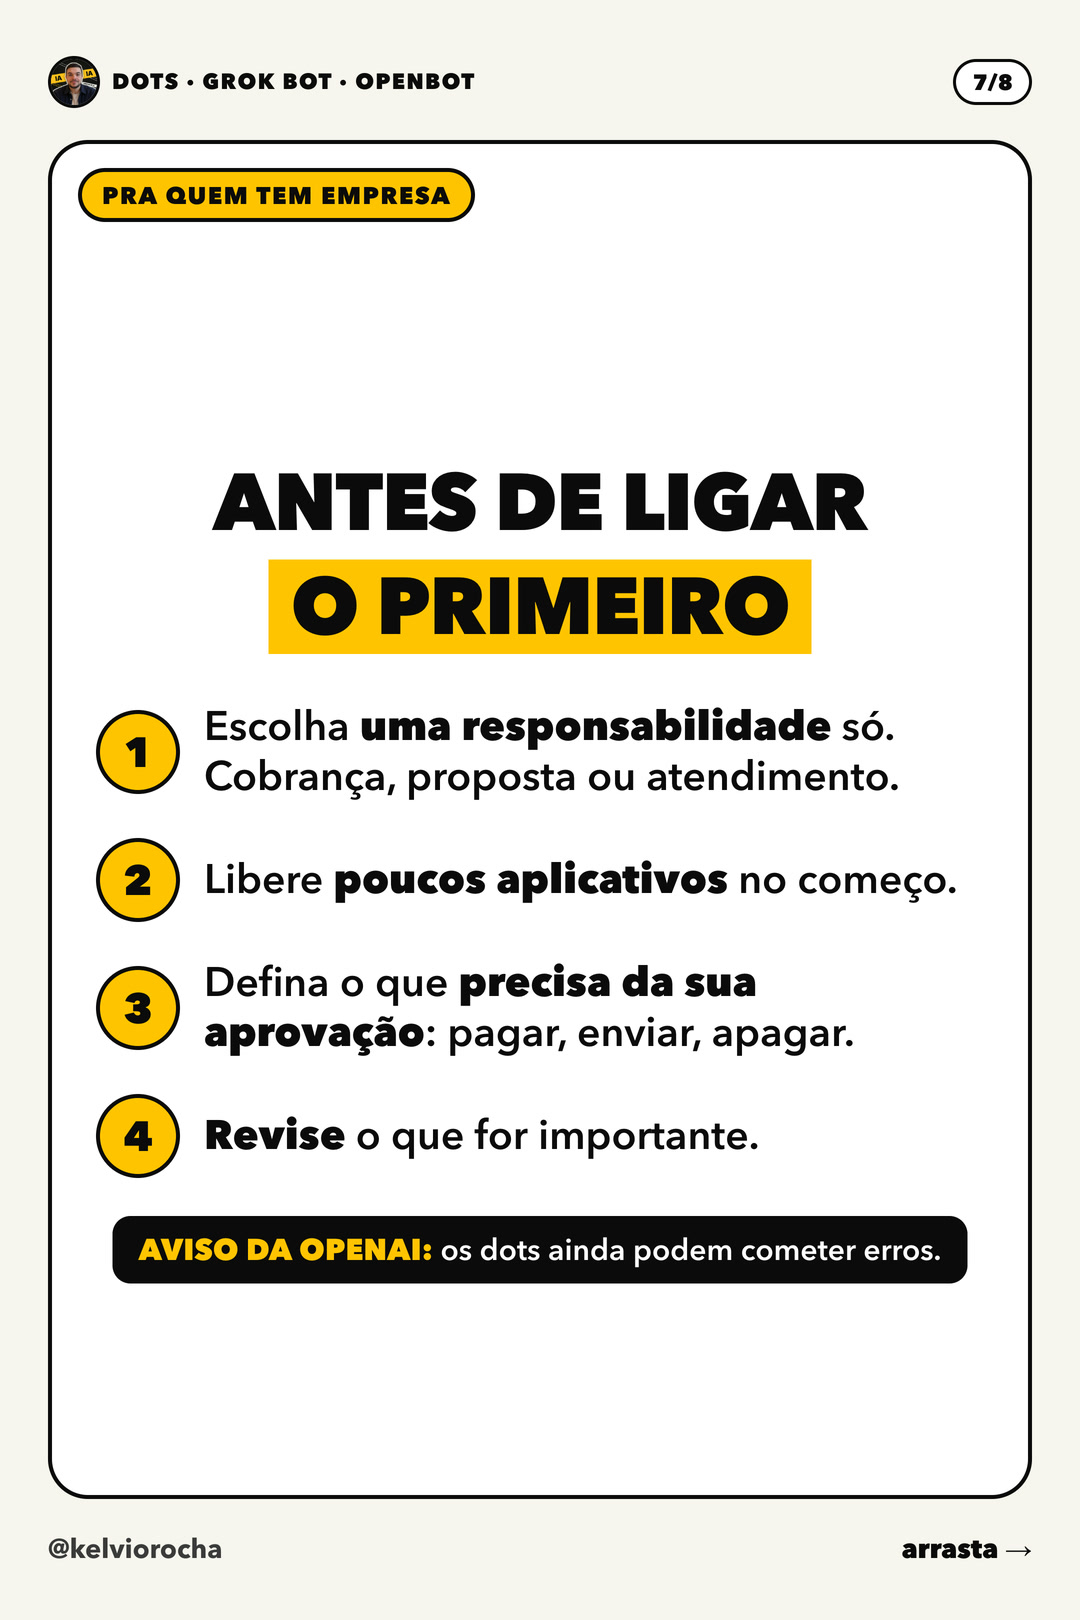 DOTS • GROK BOT • OPENBOT
7/8
PRA QUEM TEM EMPRESA
ANTES DE LIGAR
O PRIMEIRO
1
Escolha uma responsabilidade só.
Cobrança, proposta ou atendimento.
2
Libere poucos aplicativos no começo.
3
Defina o que precisa da sua
aprovação: pagar, enviar, apagar.
4
Revise o que for importante.
AVISO DA OPENAI: os dots ainda podem cometer erros.
@kelviorocha
arrasta →